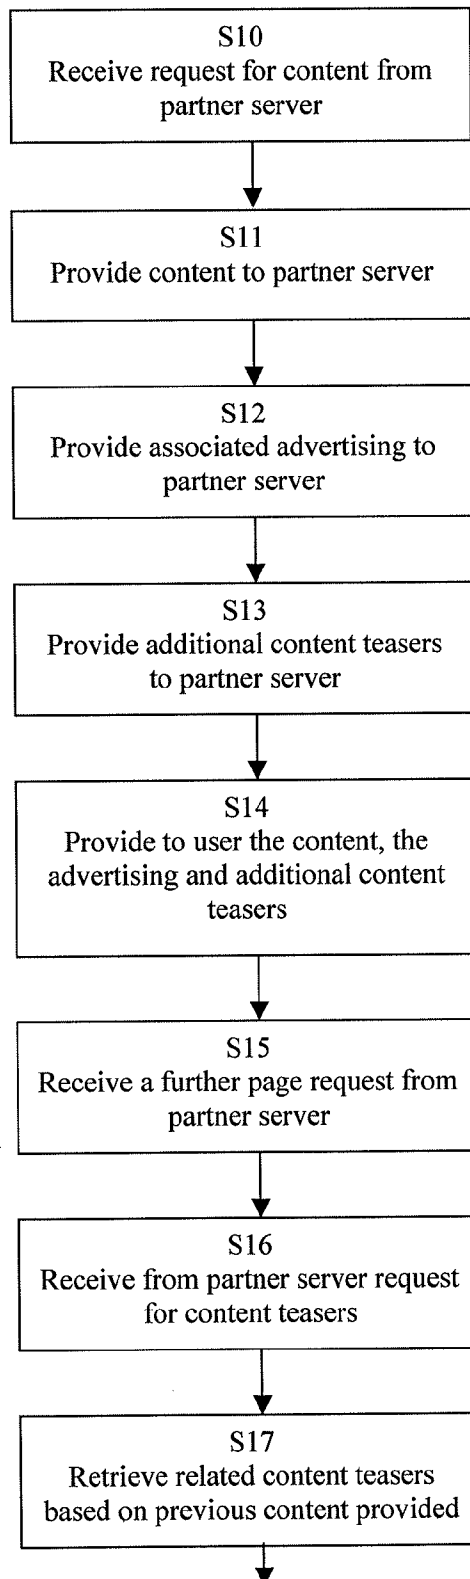 S10
Receive request for content from
partner server
S11
Provide content to partner server
S12
Provide associated advertising to
partner server
S13
Provide additional content teasers
to partner server
S14
Provide to user the content, the
advertising and additional content
teasers
S15
Receive a further page request from
partner server
S16
Receive from partner server request
for content teasers
S17
Retrieve related content teasers
based on previous content provided